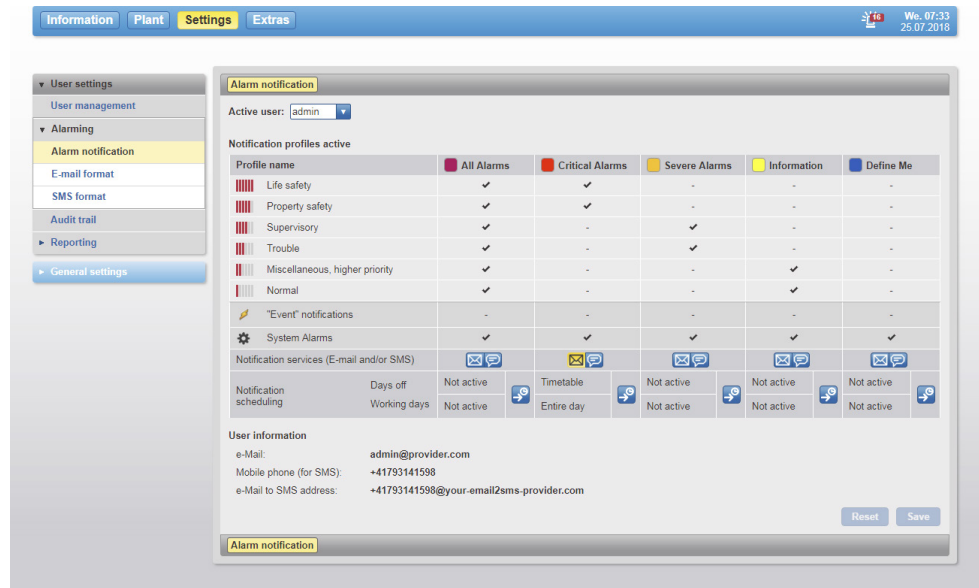 Information Plant Settings Extras 16 We. 07:33
25.07.2018
User settings
User management
Alarming
Alarm notification
E-mail format
SMS format
Audit trail
Reporting
General settings
Alarm notification
Active user: admin
Notification profiles active
Profile name All Alarms Critical Alarms Severe Alarms Information Define Me
Life safety ✔ ✔ - - -
Property safety ✔ ✔ - - -
Supervisory ✔ - ✔ - -
Trouble ✔ - ✔ - -
Miscellaneous, higher priority ✔ - - ✔ -
Normal ✔ - - ✔ -
"Event" notifications - - - - -
System Alarms ✔ ✔ ✔ ✔ ✔
Notification services (E-mail and/or SMS)
Notification
scheduling
Days off Not active Timetable Not active Not active Not active
Working days Not active Entire day Not active Not active Not active
User information
e-Mail: admin@provider.com
Mobile phone (for SMS): +41793141598
e-Mail to SMS address: +41793141598@your-email2sms-provider.com
Reset Save
Alarm notification